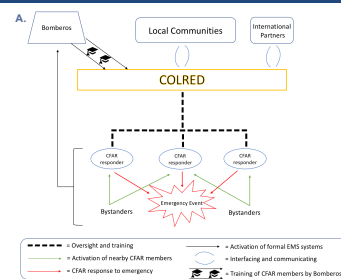 A.
Bomberos
Local Communities
International
Partners
COLRED
CFAR
responder
CFAR
responder
CFAR
responder
Emergency Event
Bystanders
Bystanders
= Oversight and training
= Activation of nearby CFAR members
= CFAR response to emergency
= Activation of formal EMS systems
= Interfacing and communicating
= Training of CFAR members by Bomberos